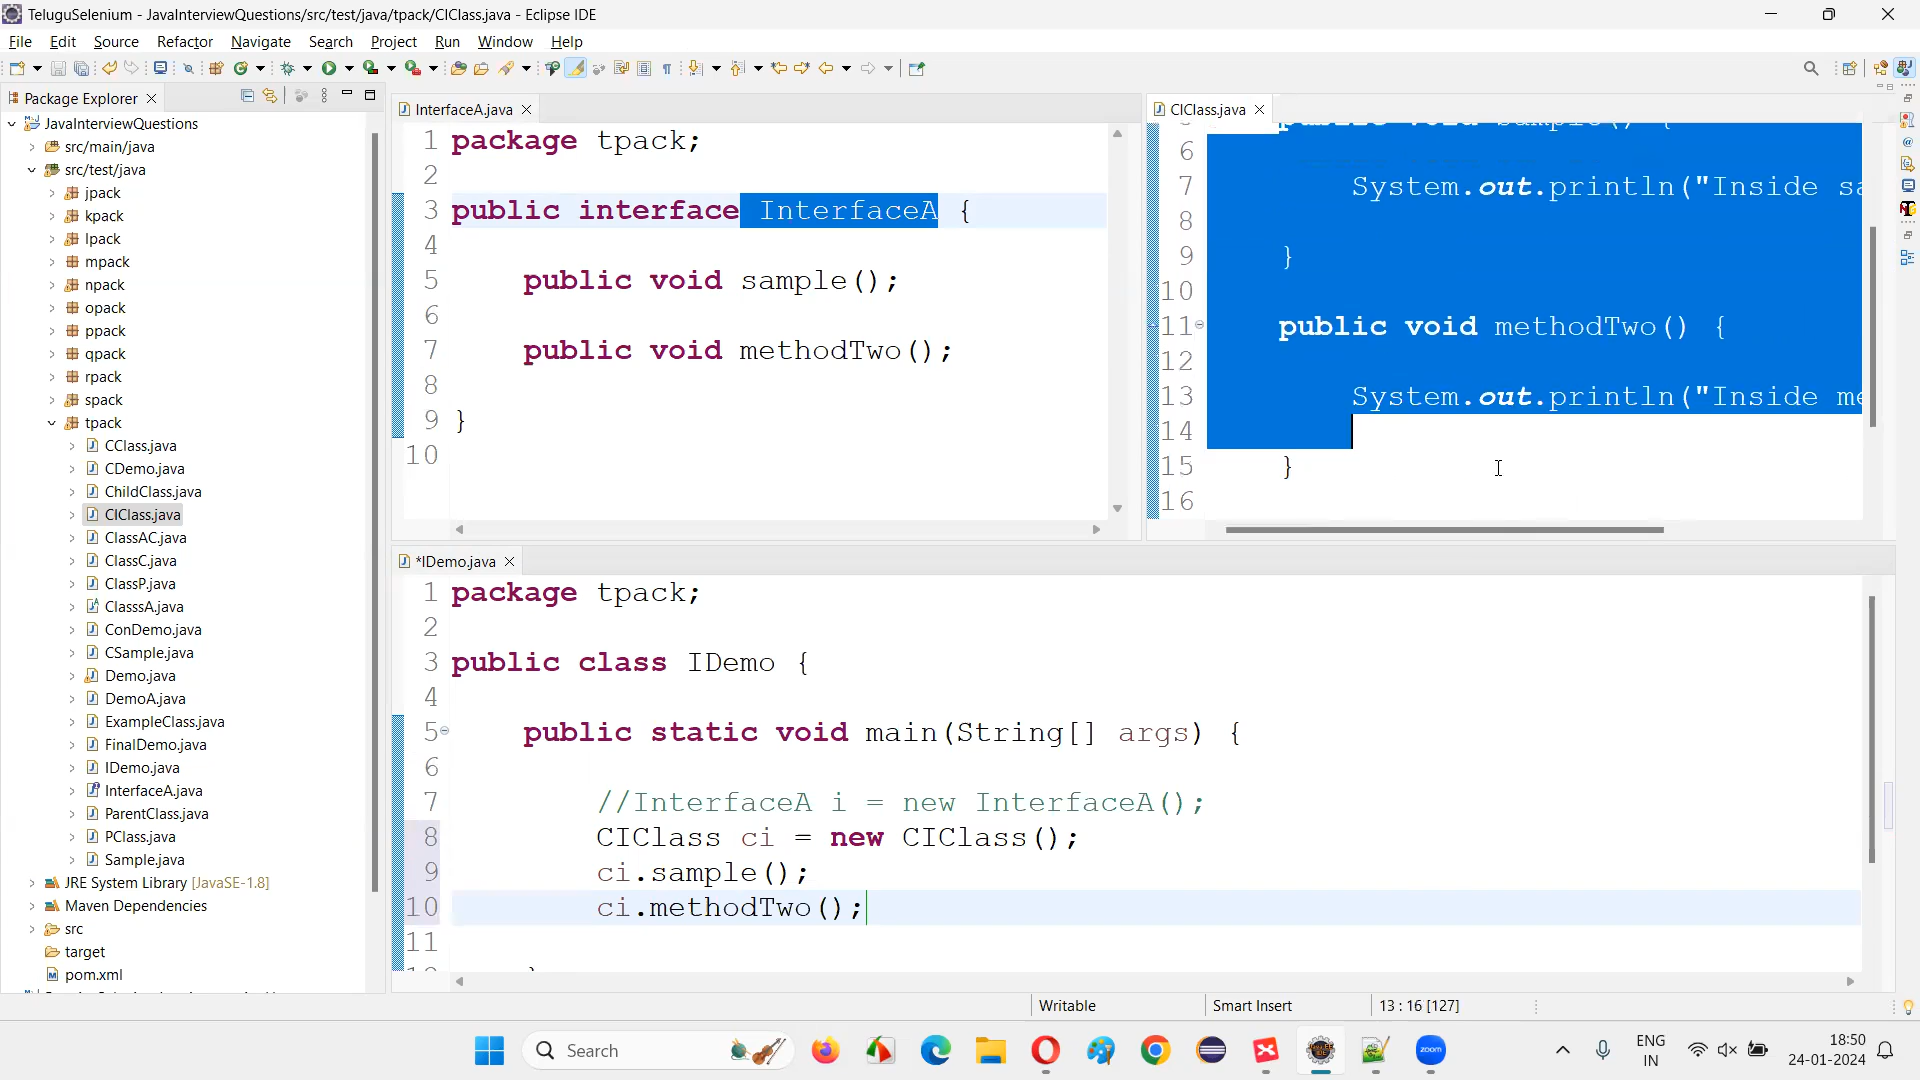 TeluguSelenium - JavaInterviewQuestions/src/test/java/tpack/CIClass.java - Eclipse IDE
File Edit Source Refactor Navigate Search Project Run Window Help
Package Explorer
JavaInterviewQuestions
src/main/java
src/test/java
jpack
kpack
lpack
mpack
npack
opack
ppack
qpack
rpack
spack
tpack
CClass.java
CDemo.java
ChildClass.java
CIClass.java
ClassAC.java
ClassC.java
ClassP.java
ClasssA.java
ConDemo.java
CSample.java
Demo.java
DemoA.java
ExampleClass.java
FinalDemo.java
IDemo.java
InterfaceA.java
ParentClass.java
PClass.java
Sample.java
JRE System Library [JavaSE-1.8]
Maven Dependencies
src
target
pom.xml
InterfaceA.java
1 package tpack;
2
3 public interface InterfaceA {
4
5 public void sample();
6
7 public void methodTwo();
8
9 }
10
CIClass.java
6
7 System.out.println("Inside sa
8
9 }
10
11 public void methodTwo() {
12
13 System.out.println("Inside me
14
15 }
16
*IDemo.java
1 package tpack;
2
3 public class IDemo {
4
5 public static void main(String[] args) {
6
7 //InterfaceA i = new InterfaceA();
8 CIClass ci = new CIClass();
9 ci.sample();
10 ci.methodTwo();
11
Writable Smart Insert 13 : 16 [127]
Search
zoom
ENG
IN
18:50
24-01-2024